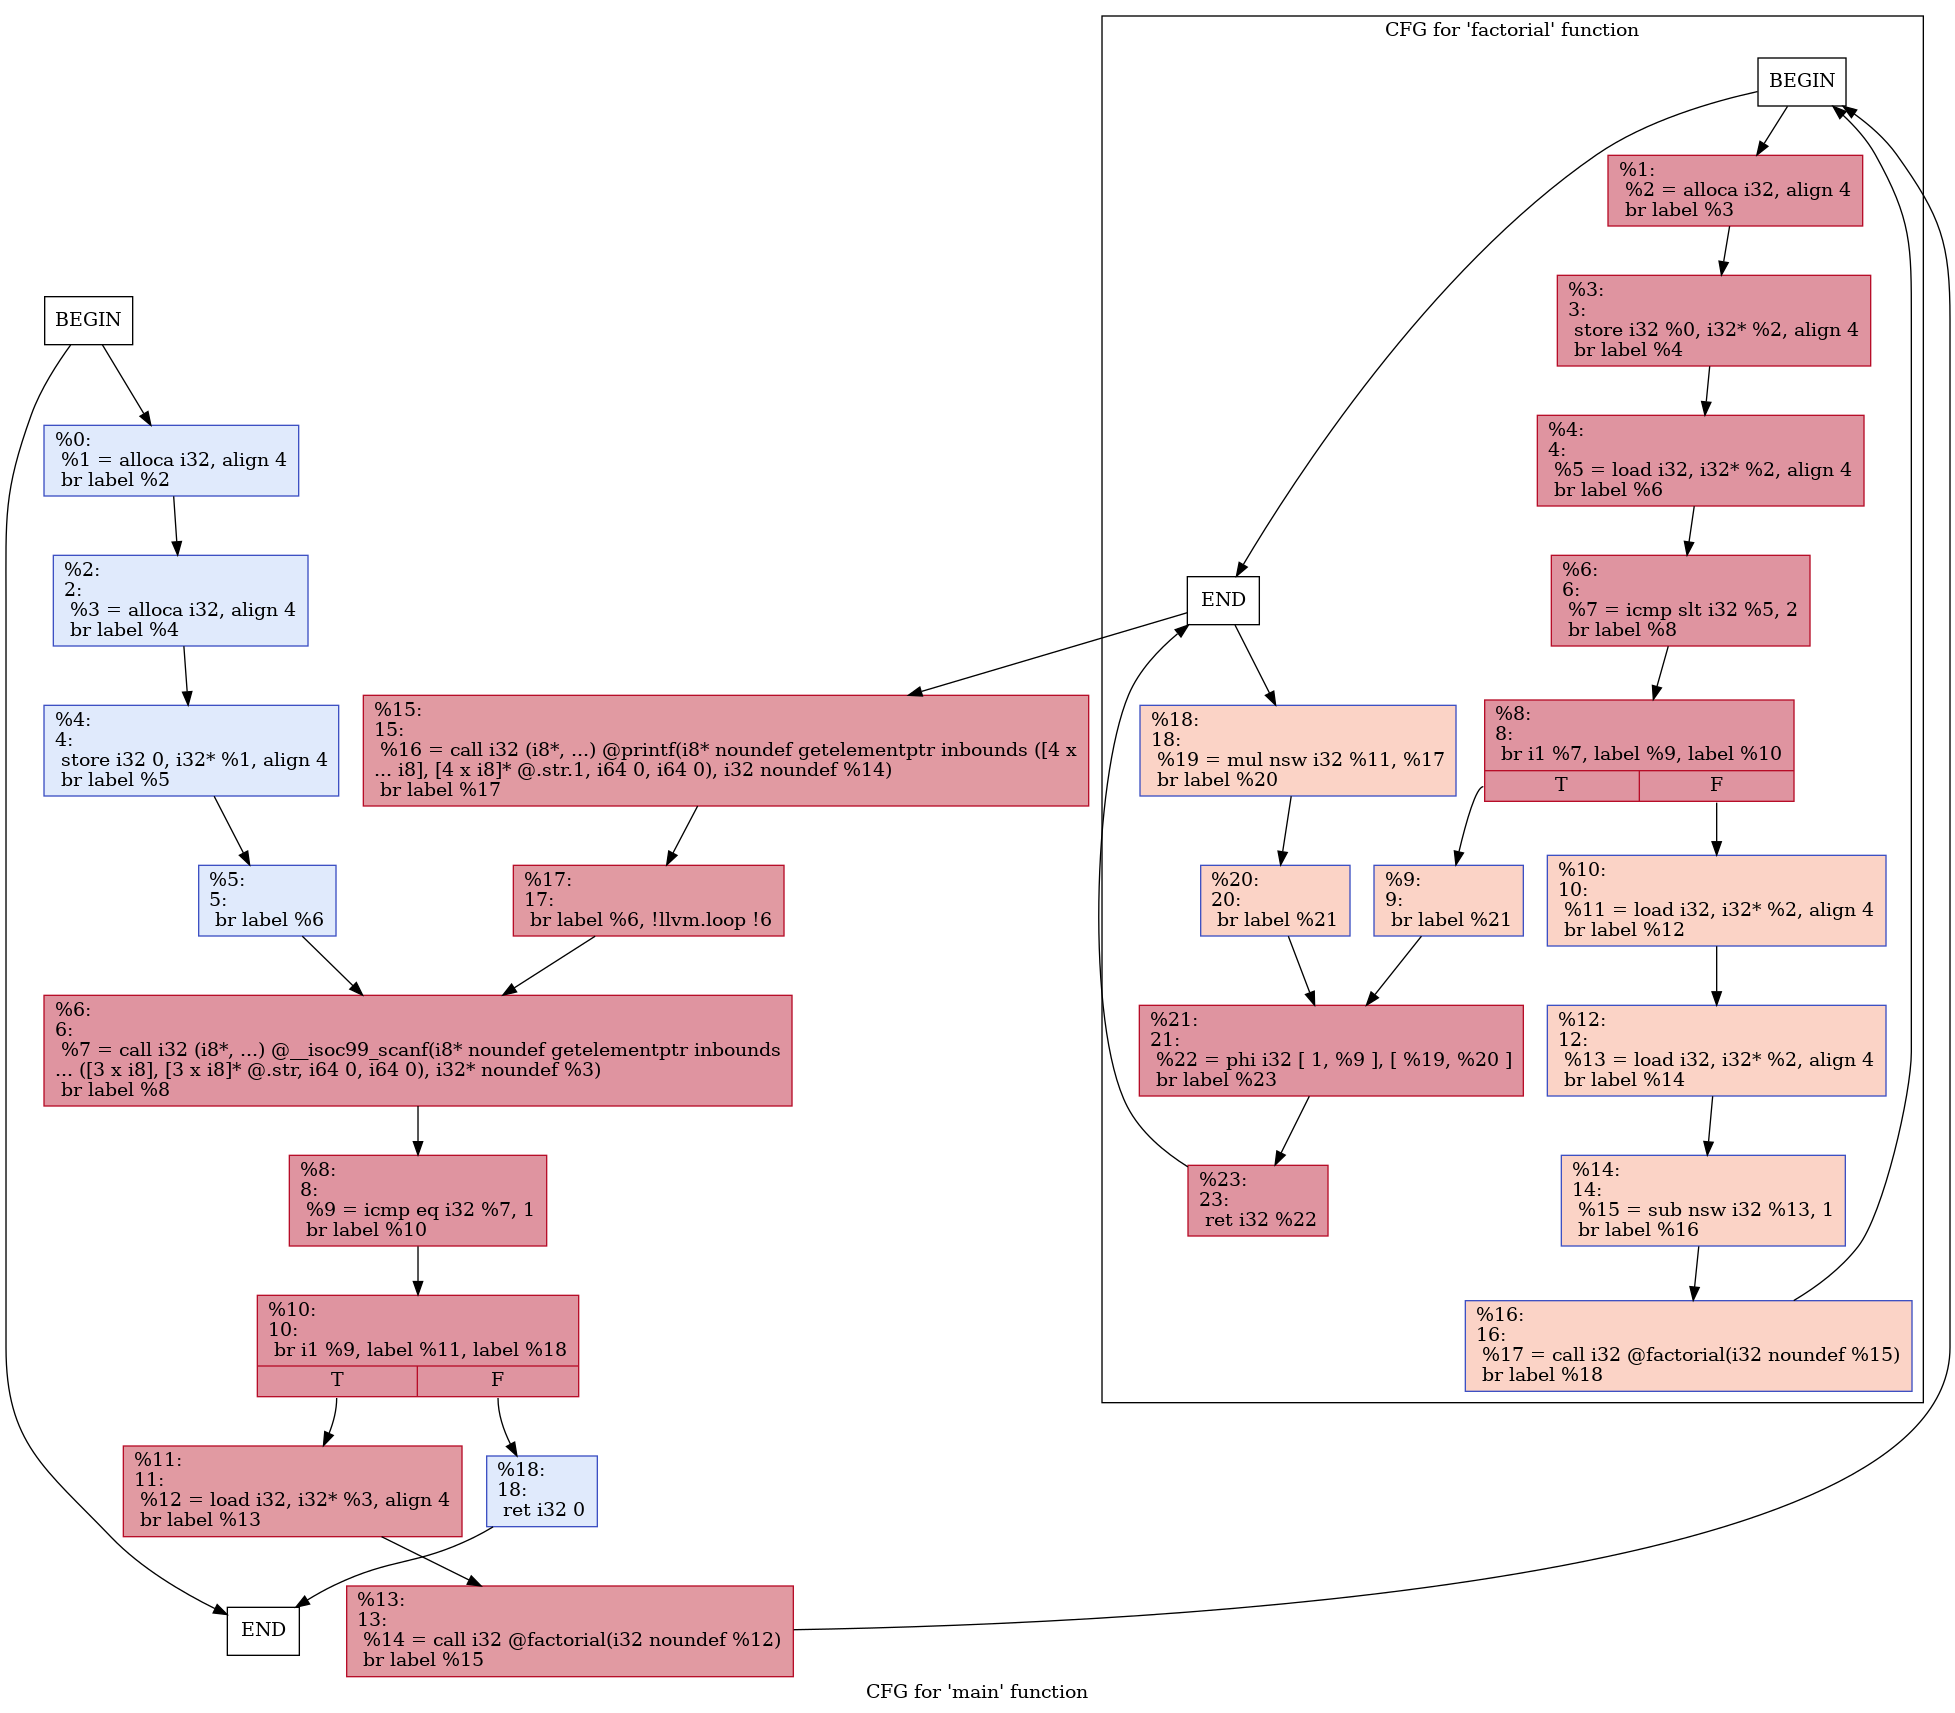 CFG for 'factorial' function
BEGIN
%1:
%2 = alloca i32, align 4
br label %3
%3:
3:
store i32 %0, i32* %2, align 4
br label %4
%4:
4:
%5 = load i32, i32* %2, align 4
br label %6
%6:
6:
%7 = icmp slt i32 %5, 2
br label %8
%8:
8:
br i1 %7, label %9, label %10
T
F
%9:
9:
br label %21
%10:
10:
%11 = load i32, i32* %2, align 4
br label %12
%12:
12:
%13 = load i32, i32* %2, align 4
br label %14
%14:
14:
%15 = sub nsw i32 %13, 1
br label %16
%16:
16:
%17 = call i32 @factorial(i32 noundef %15)
br label %18
END
%18:
18:
%19 = mul nsw i32 %11, %17
br label %20
%20:
20:
br label %21
%21:
21:
%22 = phi i32 [ 1, %9 ], [ %19, %20 ]
br label %23
%23:
23:
ret i32 %22
BEGIN
%0:
%1 = alloca i32, align 4
br label %2
%2:
2:
%3 = alloca i32, align 4
br label %4
%4:
4:
store i32 0, i32* %1, align 4
br label %5
%5:
5:
br label %6
%15:
15:
%16 = call i32 (i8*, ...) @printf(i8* noundef getelementptr inbounds ([4 x
... i8], [4 x i8]* @.str.1, i64 0, i64 0), i32 noundef %14)
br label %17
%17:
17:
br label %6, !llvm.loop !6
%6:
6:
%7 = call i32 (i8*, ...) @__isoc99_scanf(i8* noundef getelementptr inbounds
... ([3 x i8], [3 x i8]* @.str, i64 0, i64 0), i32* noundef %3)
br label %8
%8:
8:
%9 = icmp eq i32 %7, 1
br label %10
%10:
10:
br i1 %9, label %11, label %18
T
F
%11:
11:
%12 = load i32, i32* %3, align 4
br label %13
%18:
18:
ret i32 0
END
%13:
13:
%14 = call i32 @factorial(i32 noundef %12)
br label %15
CFG for 'main' function